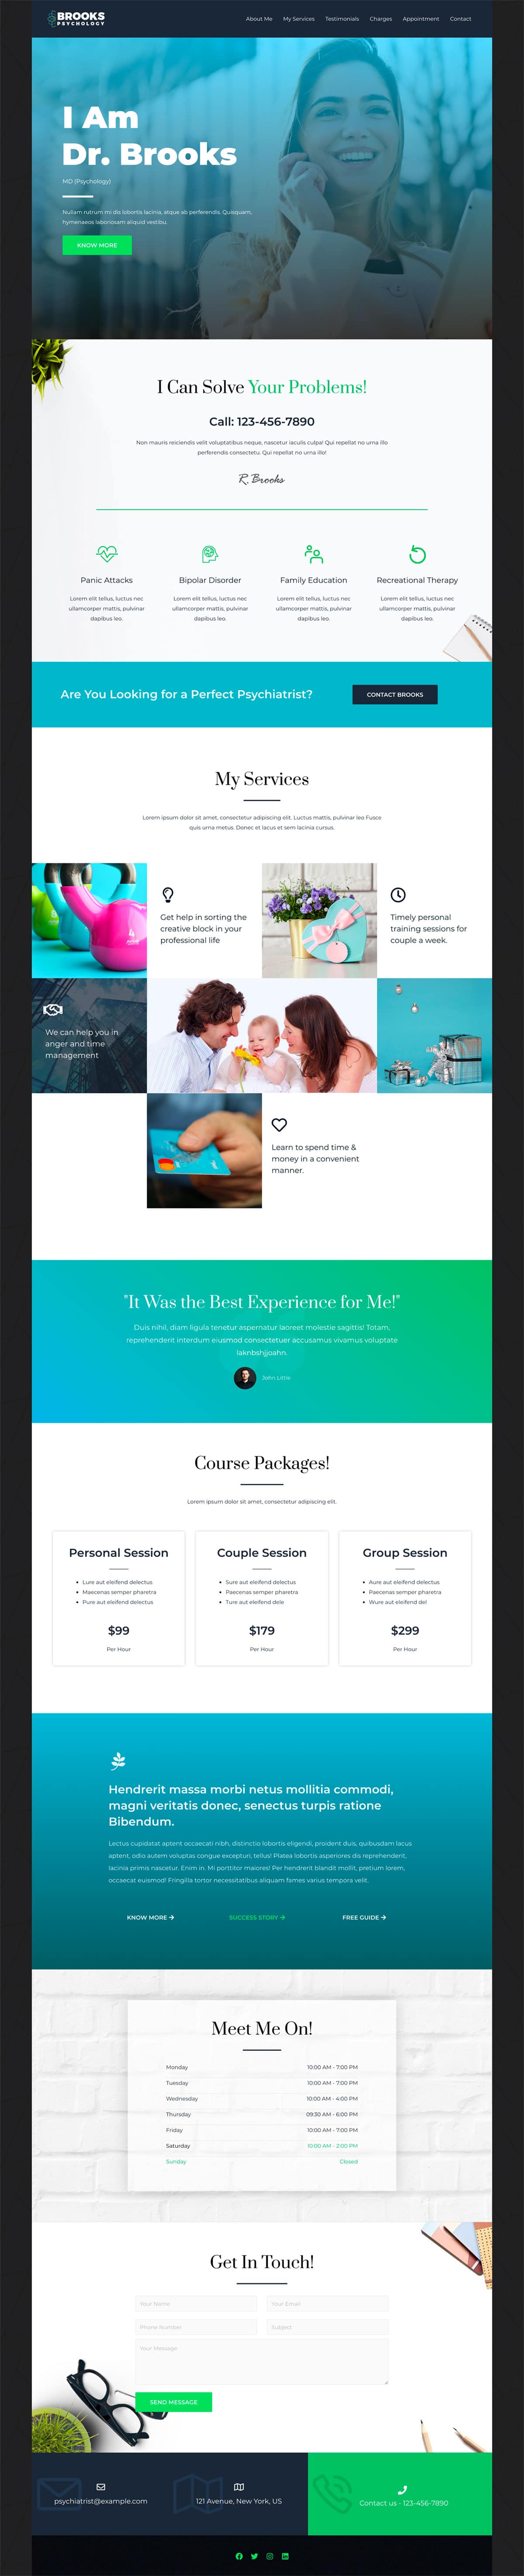 BROOKS
PSYCHOLOGY
About Me My Services Testimonials Charges Appointment Contact
I Am
Dr. Brooks
MD (Psychology)
Nullam rutrum mi dis lobortis lacinia, atque ab perferendis. Quisquam,
hymenaeos laborosam aliquid vestibu.
KNOW MORE
I Can Solve Your Problems!
Call: 123-456-7890
Non mauris reiciendis velit voluptatibus neque, nascetur iaculis culpa! Qui repellat no urna illo
perferendis consectetu. Qui repellat no urna illo!
R. Brooks
Panic Attacks
Lorem elit tellus, luctus nec
ullamcorper mattis, pulvinar
dapibus leo.
Bipolar Disorder
Lorem elit tellus, luctus nec
ullamcorper mattis, pulvinar
dapibus leo.
Family Education
Lorem elit tellus, luctus nec
ullamcorper mattis, pulvinar
dapibus leo.
Recreational Therapy
Lorem elit tellus, luctus nec
ullamcorper mattis, pulvinar
dapibus leo.
Are You Looking for a Perfect Psychiatrist?
CONTACT BROOKS
My Services
Lorem ipsum dolor sit amet, consectetur adipiscing elit. Luctus mattis, pulvinar leo Fusce
quis urna metus. Donec et lacus et sem lacinia cursus.
Get help in sorting the
creative block in your
professional life
Timely personal
training sessions for
couple a week.
We can help you in
anger and time
management
Learn to spend time &
money in a convenient
manner.
"It Was the Best Experience for Me!"
Duis nihil, diam ligula tenetur aspernatur laoreet molestie sagittis! Totam,
reprehenderit interdum eiusmod consectetuer accusamus vivamus voluptate
laknbshjjoahn.
John Little
Course Packages!
Lorem ipsum dolor sit amet, consectetur adipiscing elit.
Personal Session
Lure aut eleifend delectus
Maecenas semper pharetra
Pure aut eleifend delectus
$99
Per Hour
Couple Session
Sure aut eleifend delectus
Paecenas semper pharetra
Ture aut eleifend dele
$179
Per Hour
Group Session
Aure aut eleifend delectus
Paecenas semper pharetra
Wure aut eleifend del
$299
Per Hour
Hendrerit massa morbi netus mollitia commodi,
magni veritatis donec, senectus turpis ratione
Bibendum.
Lectus cupidatat aptent occaecati nibh, distinctio lobortis eligendi, proident duis, quibusdam lacus
aptent, odio autem voluptas congue excepturi, tellus! Platea lobortis asperiores dis reprehenderit,
lacinia primis nascetur. Enim in. Mi porttitor maiores! Per hendrerit blandit mollit, pretium lorem,
occaecat euismod! Fringilla tortor necessitatibus aliquam fames varius tempora velit.
KNOW MORE
SUCCESS STORY
FREE GUIDE
Meet Me On!
Monday 10:00 AM - 7:00 PM
Tuesday 10:00 AM - 7:00 PM
Wednesday 10:00 AM - 4:00 PM
Thursday 09:30 AM - 6:00 PM
Friday 10:00 AM - 7:00 PM
Saturday 10:00 AM - 2:00 PM
Sunday Closed
Get In Touch!
Your Name Your Email
Phone Number Subject
Your Message
SEND MESSAGE
psychiatrist@example.com
121 Avenue, New York, US
Contact us - 123-456-7890